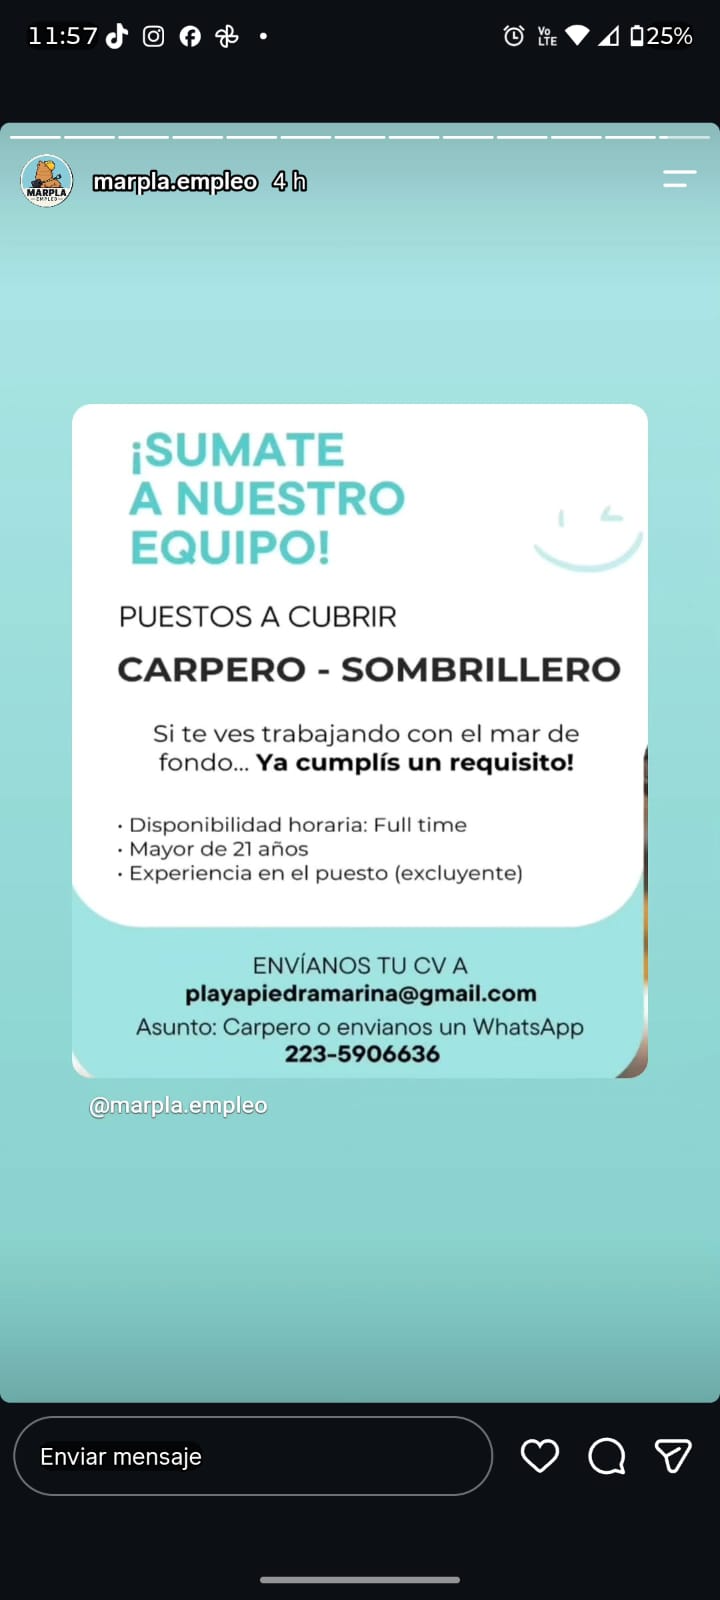 11:57
Vo
LTE
25%
MARPLA
EMPLEO
marpla.empleo 4 h
¡SUMATE
A NUESTRO
EQUIPO!
PUESTOS A CUBRIR
CARPERO - SOMBRILLERO
Si te ves trabajando con el mar de
fondo... Ya cumplís un requisito!
· Disponibilidad horaria: Full time
· Mayor de 21 años
· Experiencia en el puesto (excluyente)
ENVÍANOS TU CV A
playapiedramarina@gmail.com
Asunto: Carpero o envianos un WhatsApp
223-5906636
@marpla.empleo
Enviar mensaje